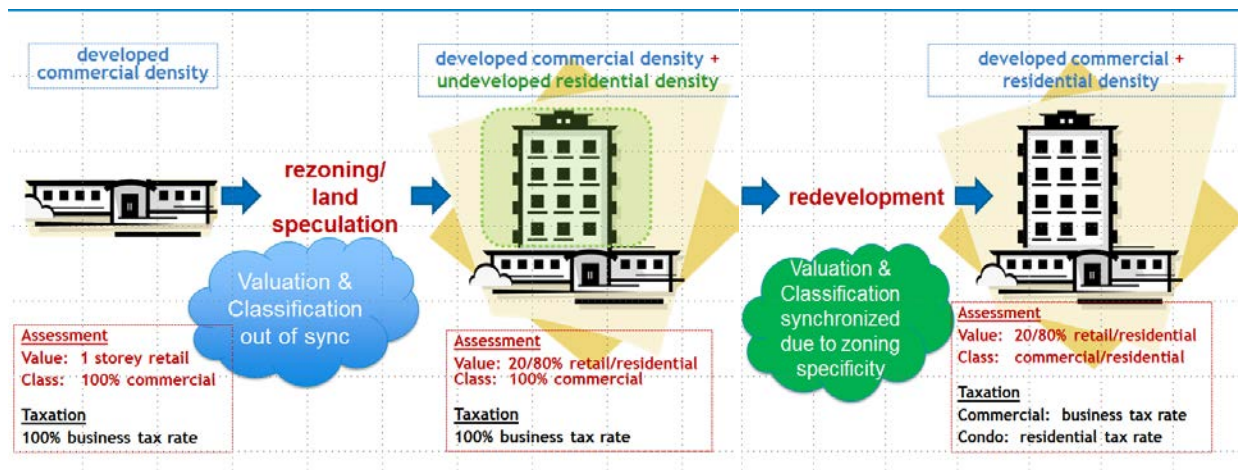 developed
commercial density
developed commercial density +
undeveloped residential density
developed commercial +
residential density
rezoning/
land
speculation
redevelopment
Valuation &
Classification
out of sync
Valuation &
Classification
synchronized
due to zoning
specificity
Assessment
Value: 1 storey retail
Class: 100% commercial
Taxation
100% business tax rate
Assessment
Value: 20/80% retail/residential
Class: 100% commercial
Taxation
100% business tax rate
Assessment
Value: 20/80% retail/residential
Class: commercial/residential
Taxation
Commercial: business tax rate
Condo: residential tax rate